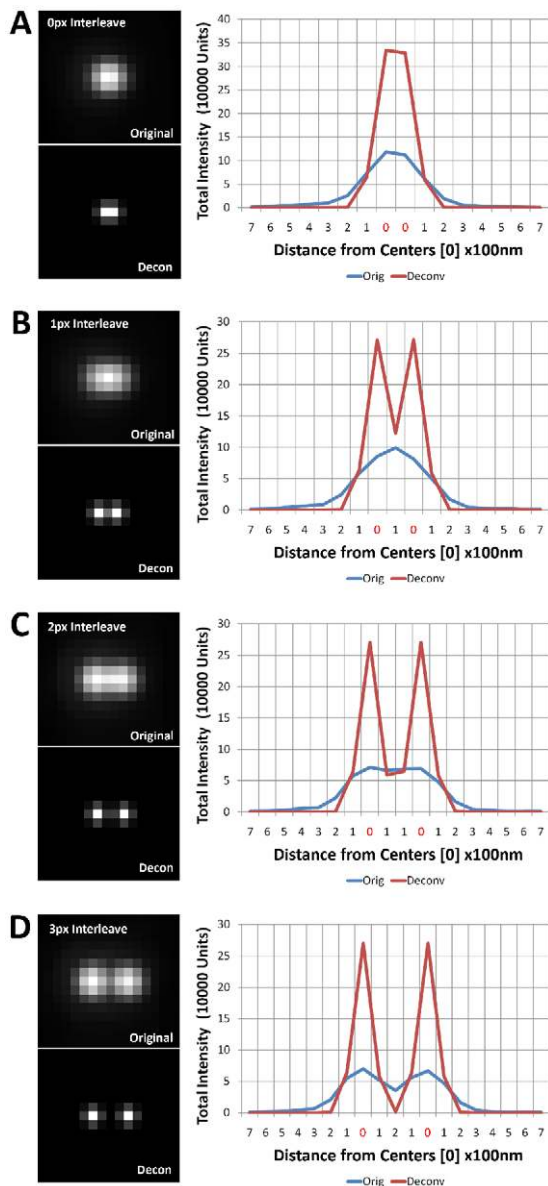 A
0px Interleave
Original
Decon
Total Intensity (10000 Units)
40
35
30
25
20
15
10
5
0
7 6 5 4 3 2 1 0 0 1 2 3 4 5 6 7
Distance from Centers [0] x100nm
Orig Deconv
B
1px Interleave
Original
Decon
Total Intensity (10000 Units)
30
25
20
15
10
5
0
7 6 5 4 3 2 1 0 1 0 1 2 3 4 5 6 7
Distance from Centers [0] x100nm
Orig Deconv
C
2px Interleave
Original
Decon
Total Intensity (10000 Units)
30
25
20
15
10
5
0
7 6 5 4 3 2 1 0 1 1 0 1 2 3 4 5 6 7
Distance from Centers [0] x100nm
Orig Deconv
D
3px Interleave
Original
Decon
Total Intensity (10000 Units)
30
25
20
15
10
5
0
7 6 5 4 3 2 1 0 1 2 1 0 1 2 3 4 5 6 7
Distance from Centers [0] x100nm
Orig Deconv